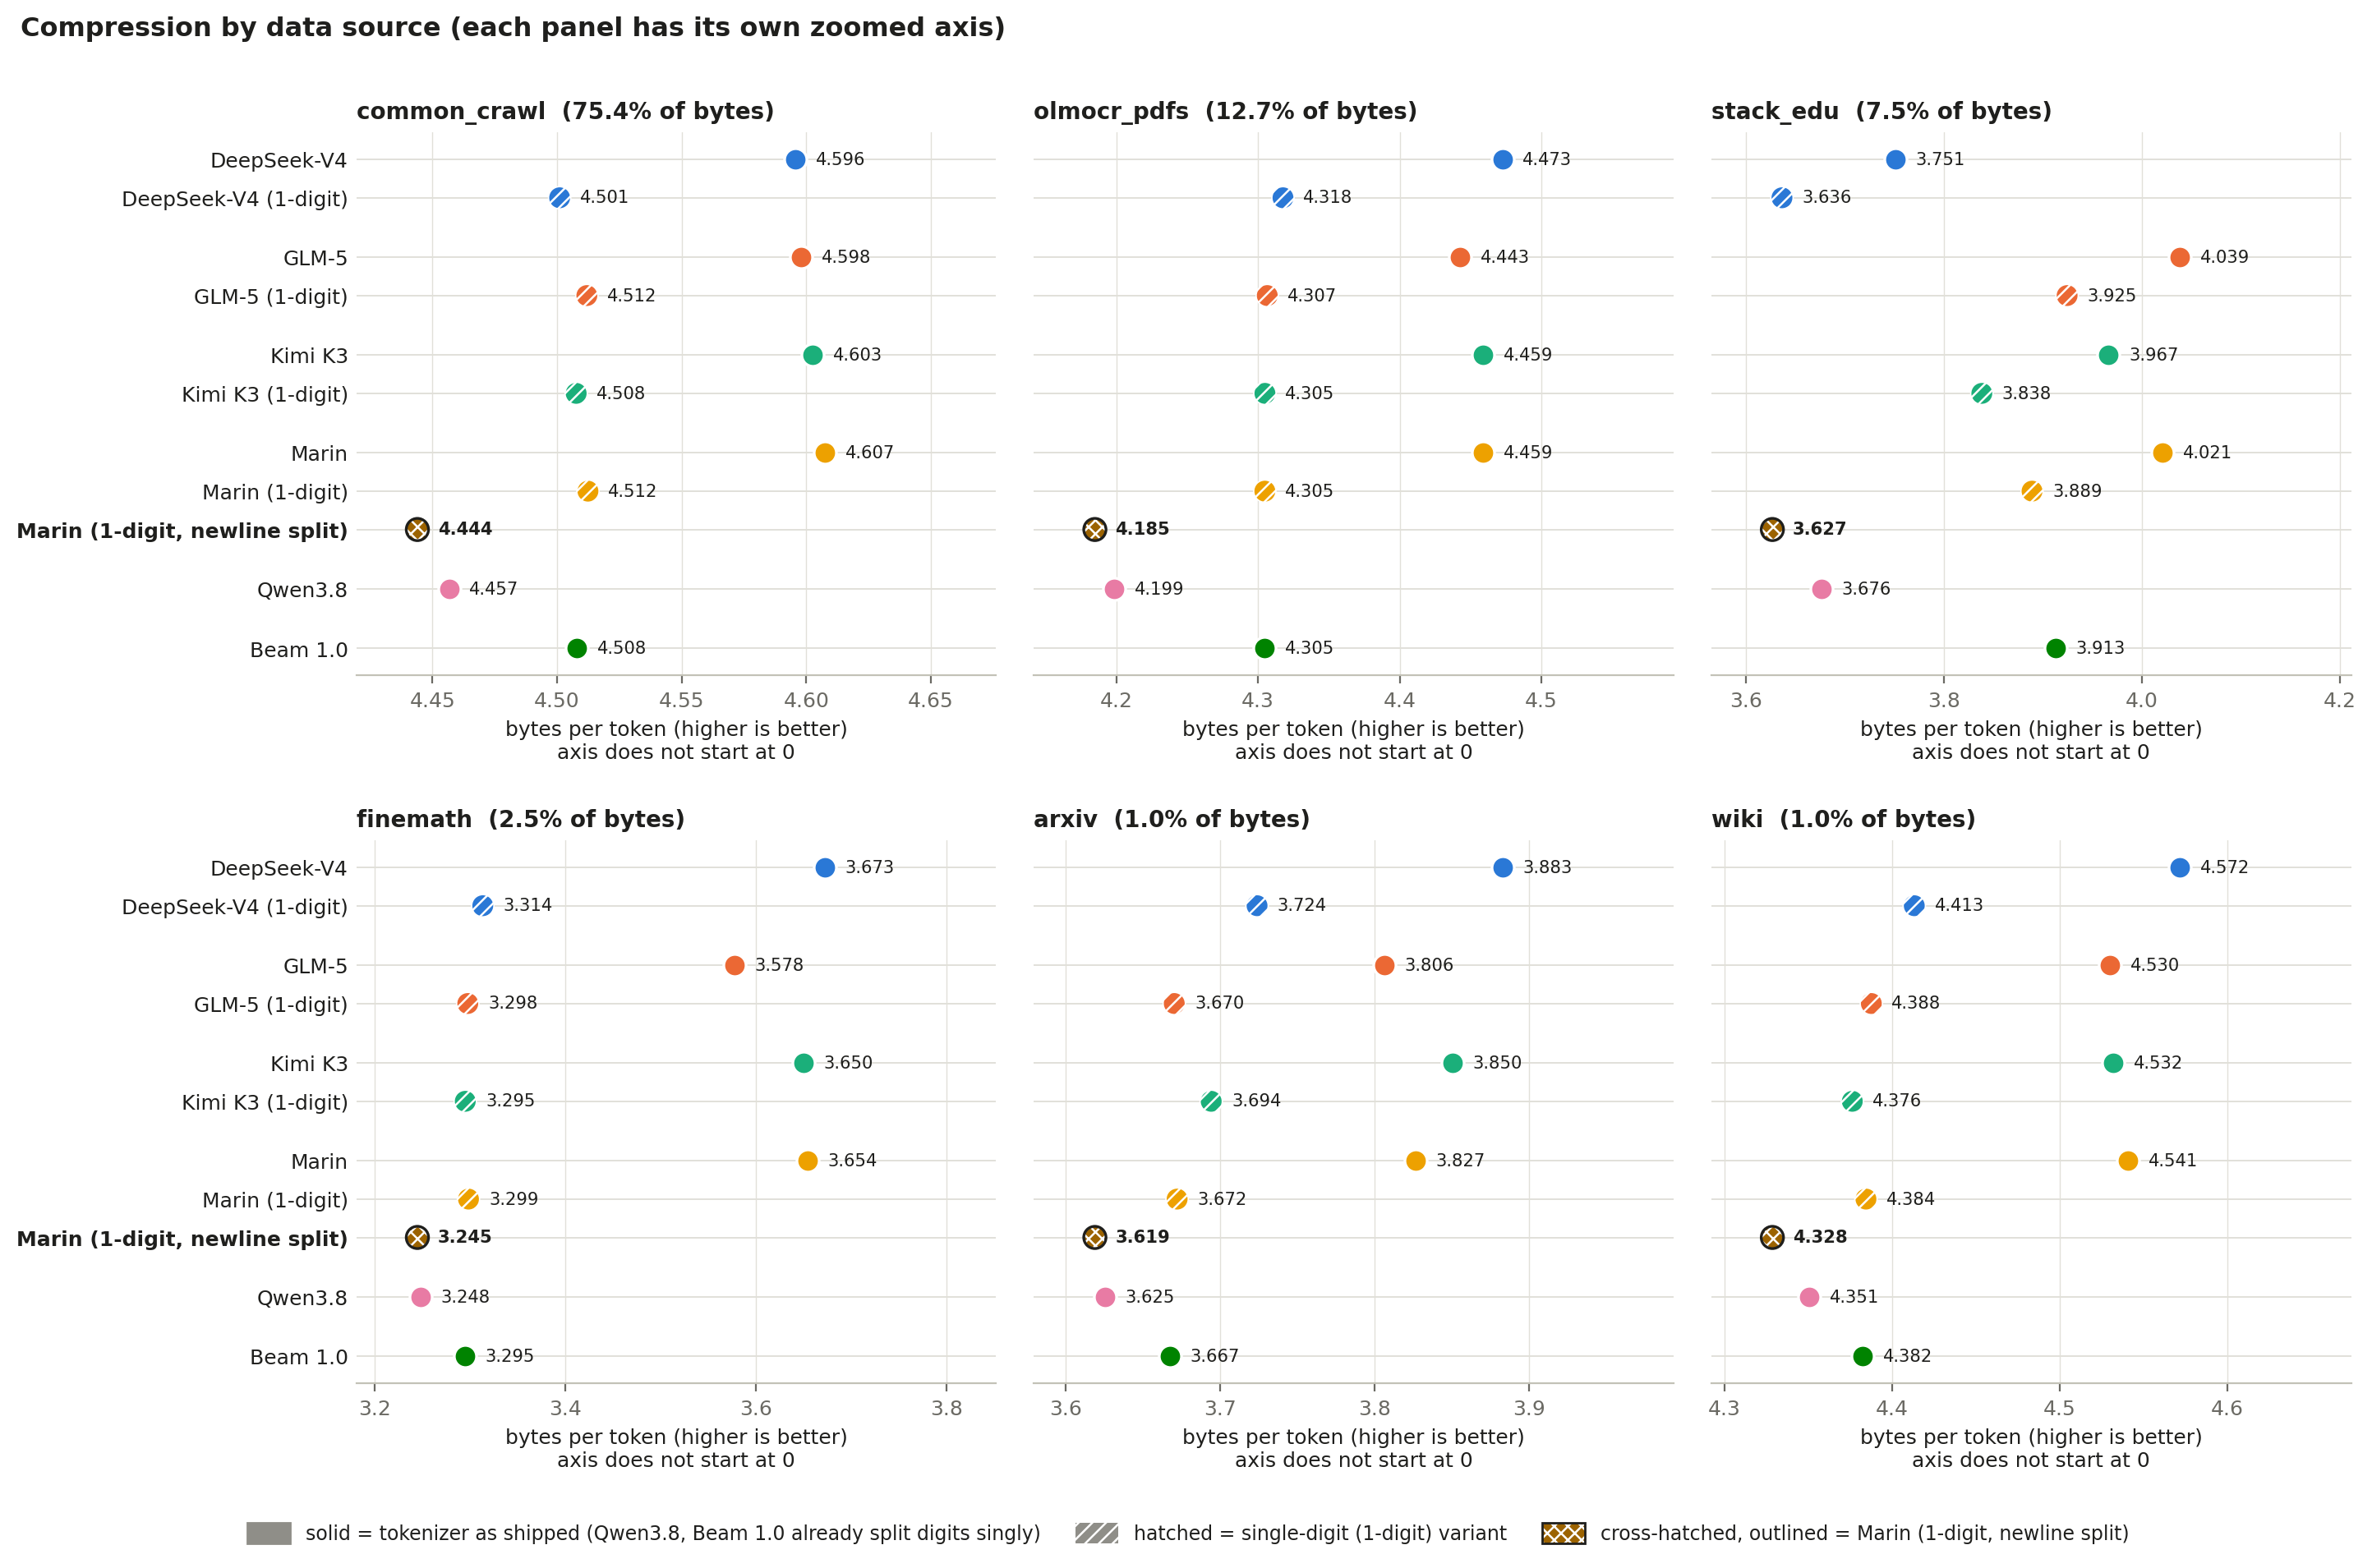 Compression by data source (each panel has its own zoomed axis)
common_crawl (75.4% of bytes)
DeepSeek-V4 4.596
DeepSeek-V4 (1-digit) 4.501
GLM-5 4.598
GLM-5 (1-digit) 4.512
Kimi K3 4.603
Kimi K3 (1-digit) 4.508
Marin 4.607
Marin (1-digit) 4.512
Marin (1-digit, newline split) 4.444
Qwen3.8 4.457
Beam 1.0 4.508
4.45 4.50 4.55 4.60 4.65
bytes per token (higher is better)
axis does not start at 0
olmocr_pdfs (12.7% of bytes)
4.473
4.318
4.443
4.307
4.459
4.305
4.459
4.305
4.185
4.199
4.305
4.2 4.3 4.4 4.5
bytes per token (higher is better)
axis does not start at 0
stack_edu (7.5% of bytes)
3.751
3.636
4.039
3.925
3.967
3.838
4.021
3.889
3.627
3.676
3.913
3.6 3.8 4.0 4.2
bytes per token (higher is better)
axis does not start at 0
finemath (2.5% of bytes)
DeepSeek-V4 3.673
DeepSeek-V4 (1-digit) 3.314
GLM-5 3.578
GLM-5 (1-digit) 3.298
Kimi K3 3.650
Kimi K3 (1-digit) 3.295
Marin 3.654
Marin (1-digit) 3.299
Marin (1-digit, newline split) 3.245
Qwen3.8 3.248
Beam 1.0 3.295
3.2 3.4 3.6 3.8
bytes per token (higher is better)
axis does not start at 0
arxiv (1.0% of bytes)
3.883
3.724
3.806
3.670
3.850
3.694
3.827
3.672
3.619
3.625
3.667
3.6 3.7 3.8 3.9
bytes per token (higher is better)
axis does not start at 0
wiki (1.0% of bytes)
4.572
4.413
4.530
4.388
4.532
4.376
4.541
4.384
4.328
4.351
4.382
4.3 4.4 4.5 4.6
bytes per token (higher is better)
axis does not start at 0
solid = tokenizer as shipped (Qwen3.8, Beam 1.0 already split digits singly)
hatched = single-digit (1-digit) variant
cross-hatched, outlined = Marin (1-digit, newline split)